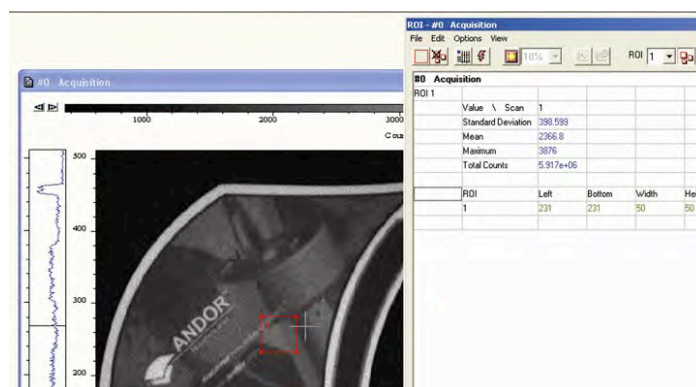 ROI - #0 Acquisition
File Edit Options View
10%
ROI 1
#0 Acquisition
ROI 1
Value \ Scan 1
Standard Deviation 398.599
Mean 2366.8
Maximum 3876
Total Counts 5.917e+06
ROI Left Bottom Width He
1 231 231 50 50
#0 Acquisition
1000 2000 3000
Cou
500
400
300
200
ANDOR